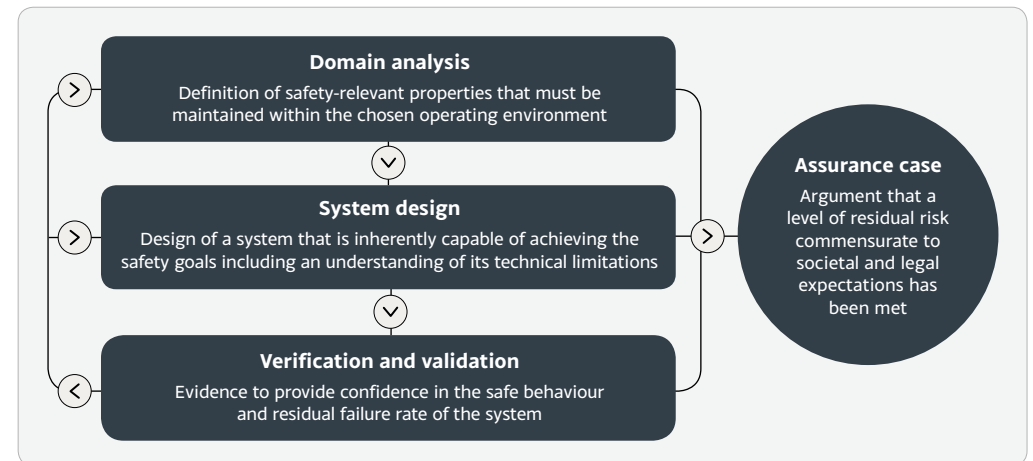 Domain analysis
Definition of safety-relevant properties that must be
maintained within the chosen operating environment
System design
Design of a system that is inherently capable of achieving the
safety goals including an understanding of its technical limitations
Verification and validation
Evidence to provide confidence in the safe behaviour
and residual failure rate of the system
Assurance case
Argument that a
level of residual risk
commensurate to
societal and legal
expectations has
been met